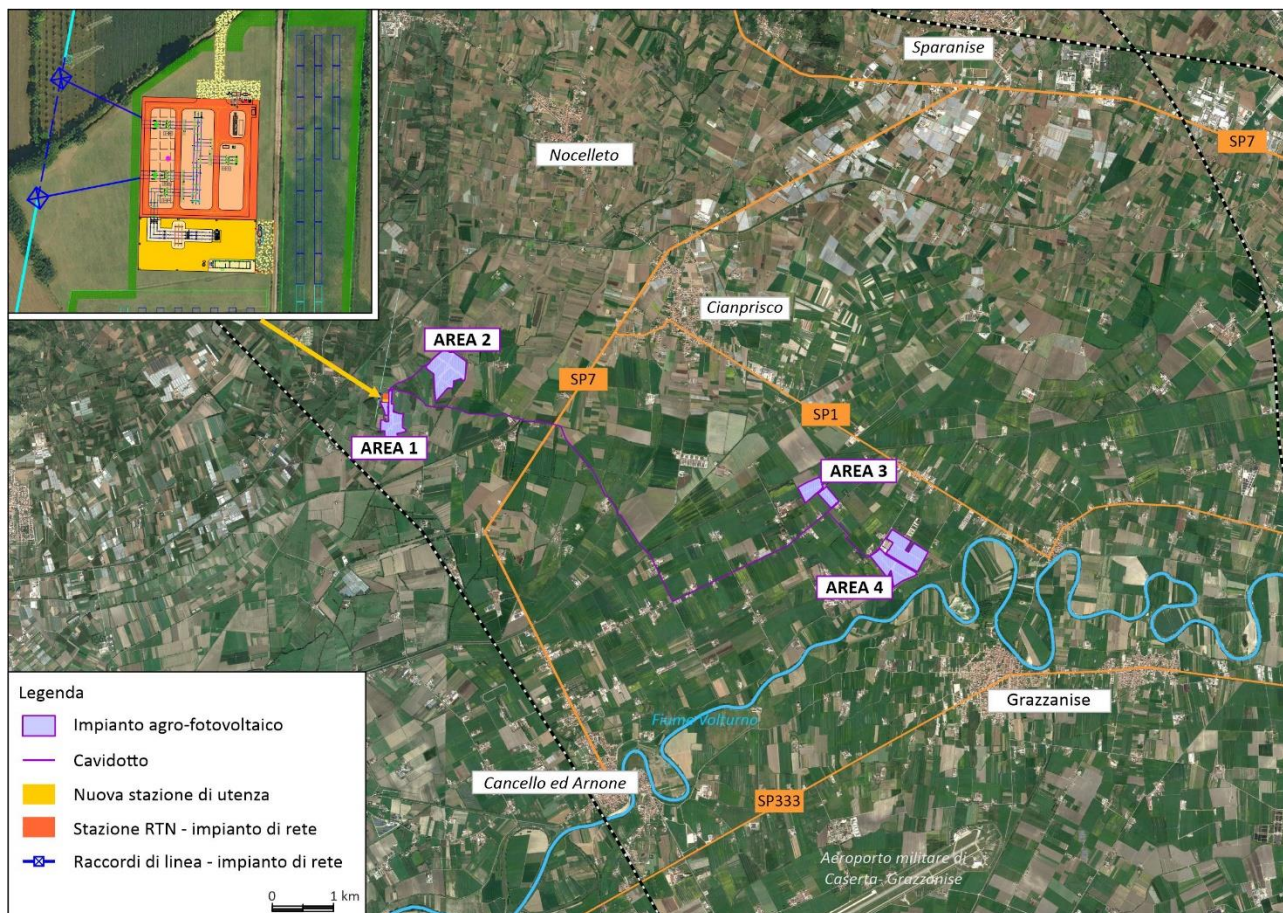 Sparanise
SP7
Nocelleto
Cianprisco
AREA 2
SP7
AREA 1
SP1
AREA 3
AREA 4
Grazzanise
Fiume Volturno
Cancello ed Arnone
SP333
Aeroporto militare di
Caserta- Grazzanise
Legenda
Impianto agro-fotovoltaico
Cavidotto
Nuova stazione di utenza
Stazione RTN - impianto di rete
Raccordi di linea - impianto di rete
0 1 km